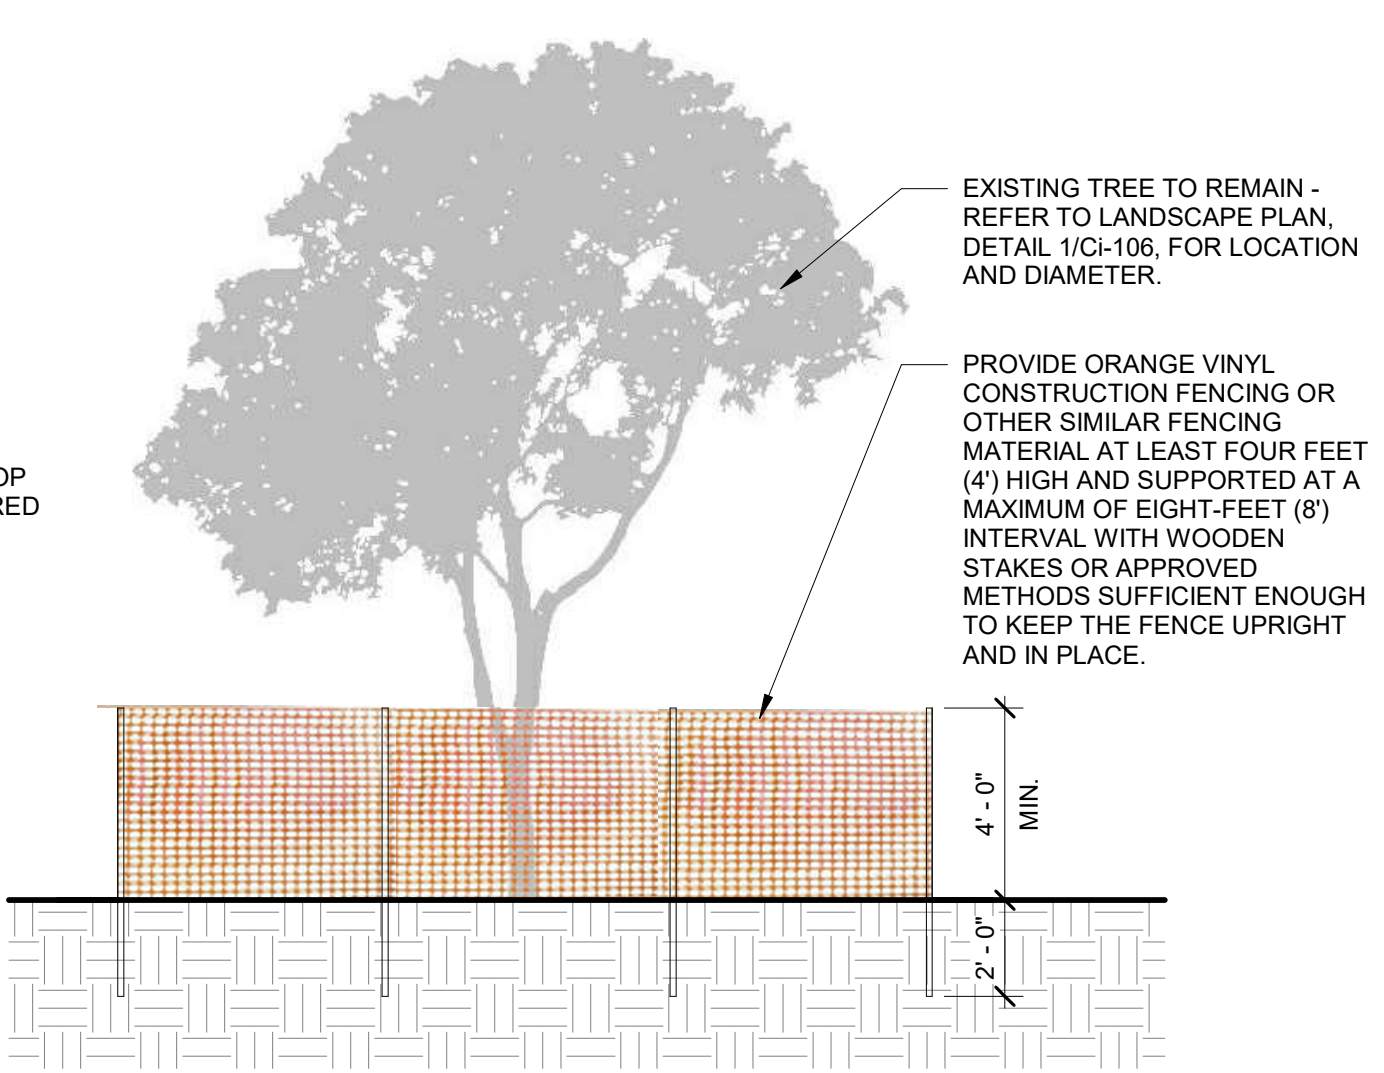 EXISTING TREE TO REMAIN -
REFER TO LANDSCAPE PLAN,
DETAIL 1/Ci-106, FOR LOCATION
AND DIAMETER.
PROVIDE ORANGE VINYL
CONSTRUCTION FENCING OR
OTHER SIMILAR FENCING
MATERIAL AT LEAST FOUR FEET
(4') HIGH AND SUPPORTED AT A
MAXIMUM OF EIGHT-FEET (8')
INTERVAL WITH WOODEN
STAKES OR APPROVED
METHODS SUFFICIENT ENOUGH
TO KEEP THE FENCE UPRIGHT
AND IN PLACE.
OP
RED
4' - 0"
MIN.
2' - 0"